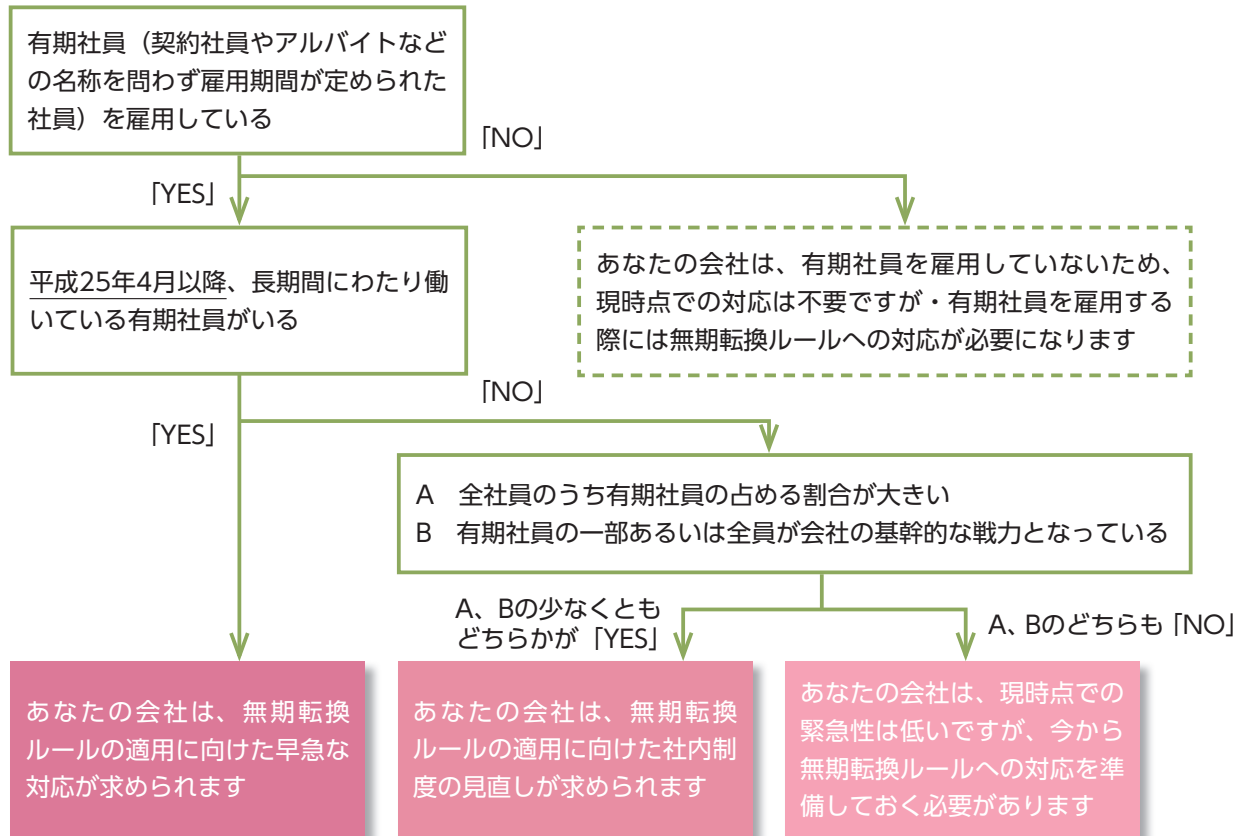 有期社員（契約社員やアルバイトなど
の名称を問わず雇用期間が定められた
社員）を雇用している
「NO」
「YES」
平成25年4月以降、長期間にわたり働
いている有期社員がいる
あなたの会社は、有期社員を雇用していないため、
現時点での対応は不要ですが・有期社員を雇用する
際には無期転換ルールへの対応が必要になります
「NO」
「YES」
A　全社員のうち有期社員の占める割合が大きい
B　有期社員の一部あるいは全員が会社の基幹的な戦力となっている
A、Bの少なくとも
どちらかが「YES」
A、Bのどちらも「NO」
あなたの会社は、無期転換
ルールの適用に向けた早急な
対応が求められます
あなたの会社は、無期転換
ルールの適用に向けた社内制
度の見直しが求められます
あなたの会社は、現時点での
緊急性は低いですが、今から
無期転換ルールへの対応を準
備しておく必要があります